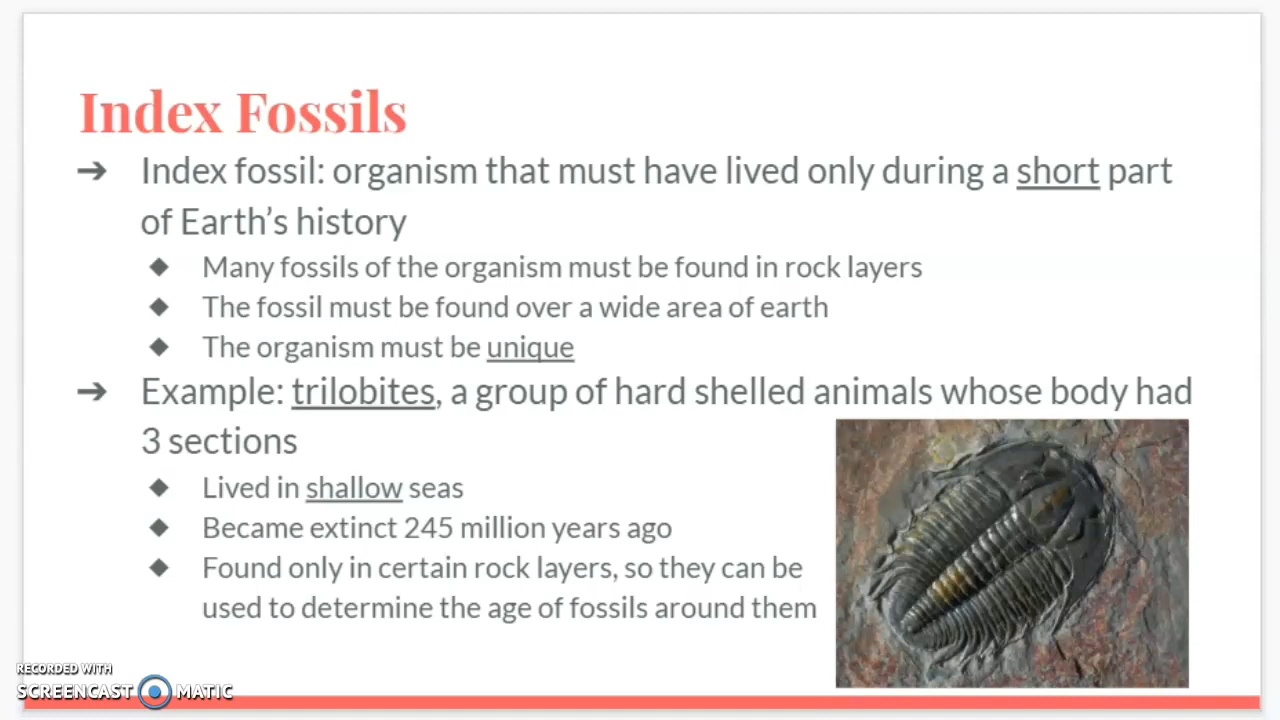 Index Fossils
➔ Index fossil: organism that must have lived only during a short part
of Earth's history
◆ Many fossils of the organism must be found in rock layers
◆ The fossil must be found over a wide area of earth
◆ The organism must be unique
➔ Example: trilobites, a group of hard shelled animals whose body had
3 sections
◆ Lived in shallow seas
◆ Became extinct 245 million years ago
◆ Found only in certain rock layers, so they can be
used to determine the age of fossils around them
RECORDED WITH
SCREENCAST MATIC